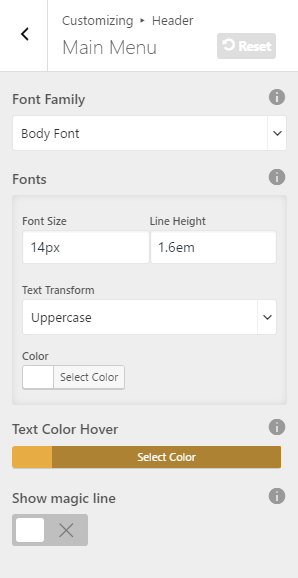 Customizing ▸ Header
Main Menu
Reset
Font Family
Body Font
Fonts
Font Size Line Height
14px 1.6em
Text Transform
Uppercase
Color
Select Color
Text Color Hover
Select Color
Show magic line